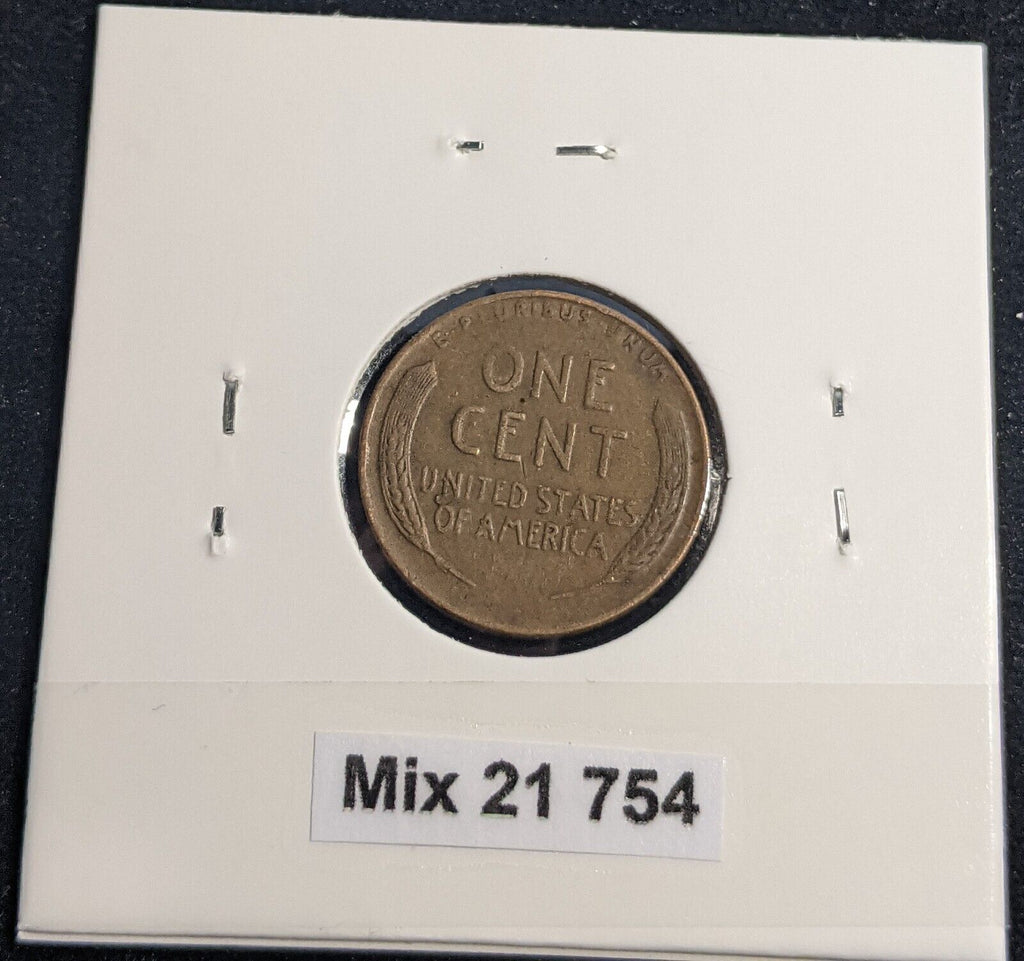 E·PLURIBUS·UNUM
ONE
CENT
UNITED STATES
OF AMERICA
Mix 21 754